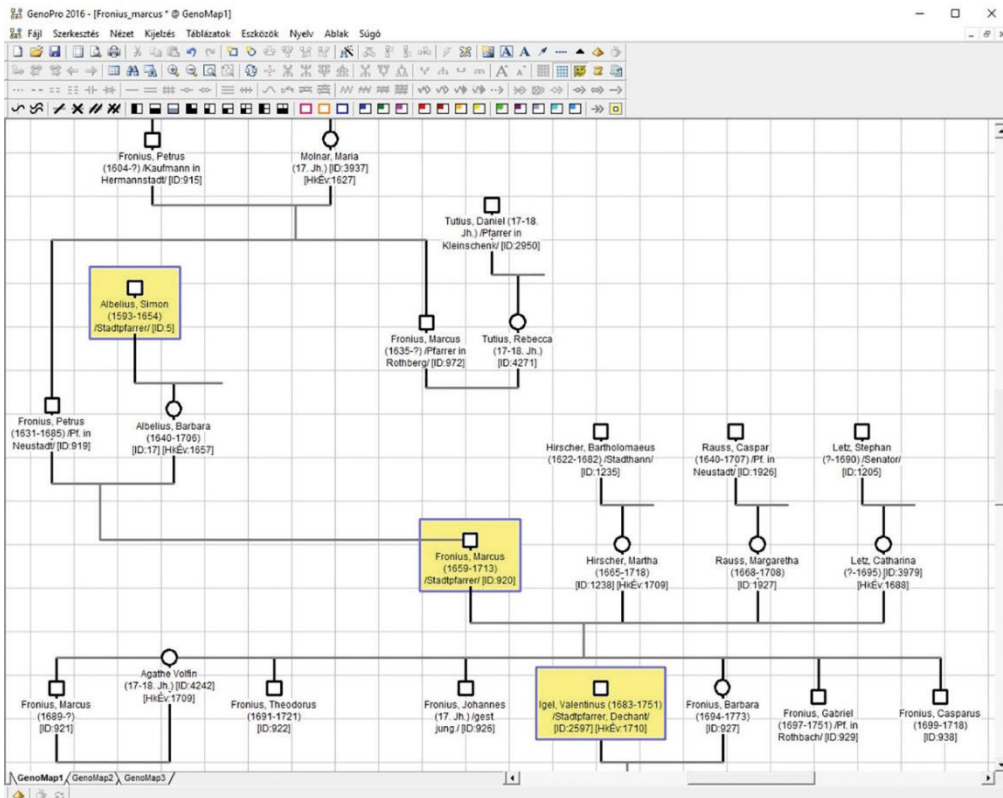 GenoPro 2016 - [Fronius_marcus * @ GenoMap1]
Fájl Szerkesztés Nézet Kijelzés Táblázatok Eszközök Nyelv Ablak Súgó
Fronius, Petrus
(1604-?) /Kaufmann in
Hermannstadt/ [ID:915]
Molnar, Maria
(17. Jh.) [ID:3937]
[HkÉv:1627]
Tutius, Daniel (17-18.
Jh.) /Pfarrer in
Kleinschenk/ [ID:2950]
Albelius, Simon
(1593-1654)
/Stadtpfarrer/ [ID:5]
Fronius, Marcus
(1635-?) /Pfarrer in
Rothberg/ [ID:972]
Tutius, Rebecca
(17-18. Jh.)
[ID:4271]
Fronius, Petrus
(1631-1685) /Pf. in
Neustadt/ [ID:919]
Albelius, Barbara
(1640-1706)
[ID:17] [HkÉv:1657]
Hirscher, Bartholomaeus
(1622-1682) /Stadthann/
[ID:1235]
Rauss, Caspar
(1640-1707) /Pf. in
Neustadt/ [ID:1926]
Letz, Stephan
(?-1690) /Senator/
[ID:1205]
Fronius, Marcus
(1659-1713)
/Stadtpfarrer/ [ID:920]
Hirscher, Martha
(1665-1718)
[ID:1238] [HkÉv:1709]
Rauss, Margaretha
(1668-1708)
[ID:1927]
Letz, Catharina
(?-1695) [ID:3979]
[HkÉv:1688]
Fronius, Marcus
(1689-?)
[ID:921]
Agathe Volfin
(17-18. Jh.) [ID:4242]
[HkÉv:1709]
Fronius, Theodorus
(1691-1721)
[ID:922]
Fronius, Johannes
(17. Jh.) /gest.
jung./ [ID:926]
Igel, Valentinus (1683-1751)
/Stadtpfarrer, Dechant/
[ID:2597] [HkÉv:1710]
Fronius, Barbara
(1694-1773)
[ID:927]
Fronius, Gabriel
(1697-1751) /Pf. in
Rothbach/ [ID:929]
Fronius, Casparus
(1699-1718)
[ID:938]
GenoMap1 GenoMap2 GenoMap3